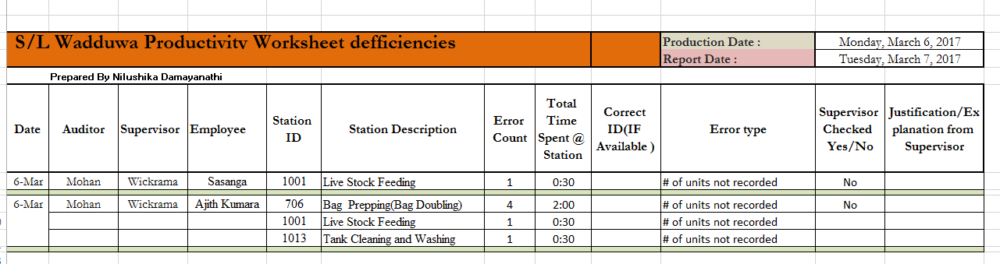 S/L Wadduwa Productivity Worksheet defficiencies
Production Date :
Monday, March 6, 2017
Report Date :
Tuesday, March 7, 2017
Prepared By Nilushika Damayanathi
Date
Auditor
Supervisor
Employee
Station
ID
Station Description
Error
Count
Total
Time
Spent @
Station
Correct
ID(IF
Available )
Error type
Supervisor
Checked
Yes/No
Justification/Ex
planation from
Supervisor
6-Mar Mohan Wickrama Sasanga 1001 Live Stock Feeding 1 0:30 # of units not recorded No
6-Mar Mohan Wickrama Ajith Kumara 706 Bag Prepping(Bag Doubling) 4 2:00 # of units not recorded No
1001 Live Stock Feeding 1 0:30 # of units not recorded
1013 Tank Cleaning and Washing 1 0:30 # of units not recorded